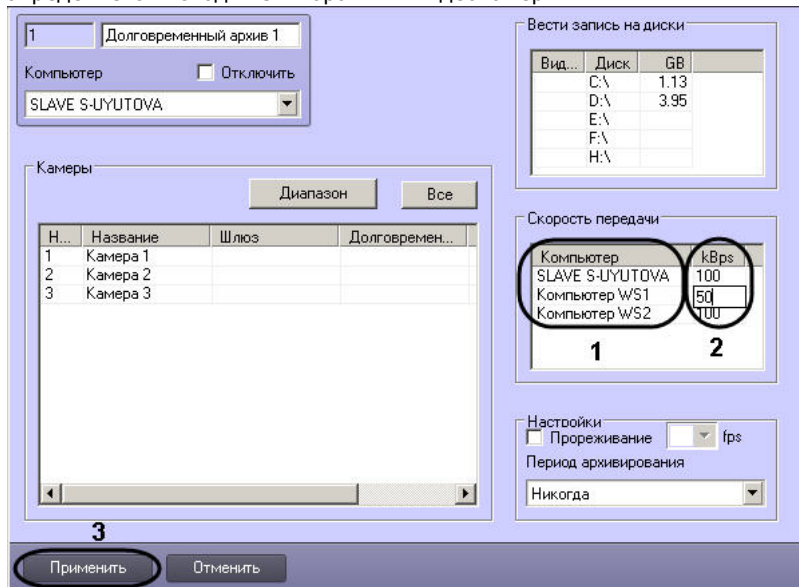 1
Долговременный архив 1
Компьютер
Отключить
SLAVE S-UYUTOVA
Камеры
Диапазон
Все
Н... Название Шлюз Долговремен...
1 Камера 1
2 Камера 2
3 Камера 3
Вести запись на диски
Вид... Диск GB
C:\ 1.13
D:\ 3.95
E:\
F:\
H:\
Скорость передачи
Компьютер kBps
SLAVE S-UYUTOVA 100
Компьютер WS1 50
Компьютер WS2 100
1
2
Настройки
Прореживание
fps
Период архивирования
Никогда
3
Применить
Отменить